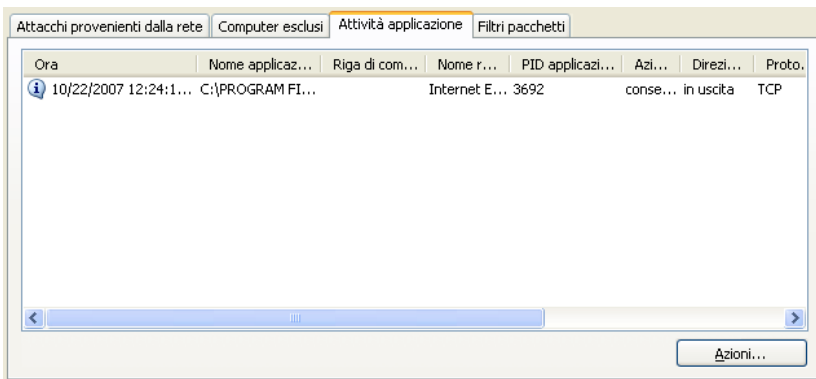 Attacchi provenienti dalla rete Computer esclusi Attività applicazione Filtri pacchetti
Ora Nome applicaz... Riga di com... Nome r... PID applicazi... Azi... Direzi... Proto.
10/22/2007 12:24:1... C:\PROGRAM FI... Internet E... 3692 conse... in uscita TCP
Azioni...